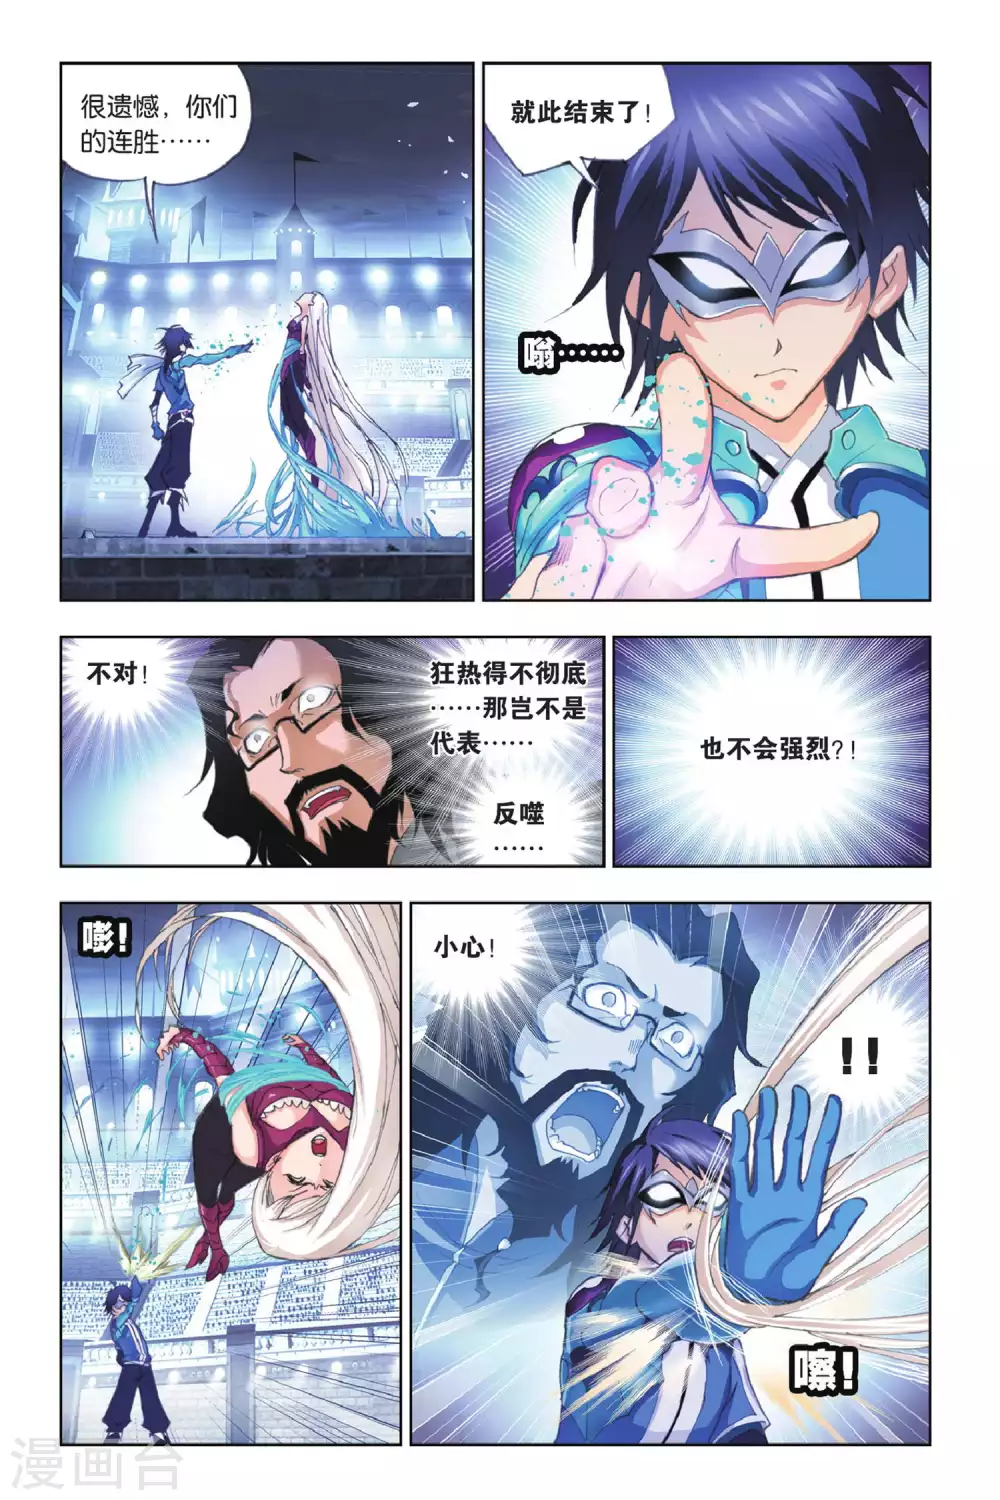 很遗憾，你们
的连胜……
就此结束了！
嗡……
不对！
狂热得不彻底
……那岂不是
代表……
反噬
……
也不会强烈？！
嘭！
小心！
！！
嚓！
漫画台